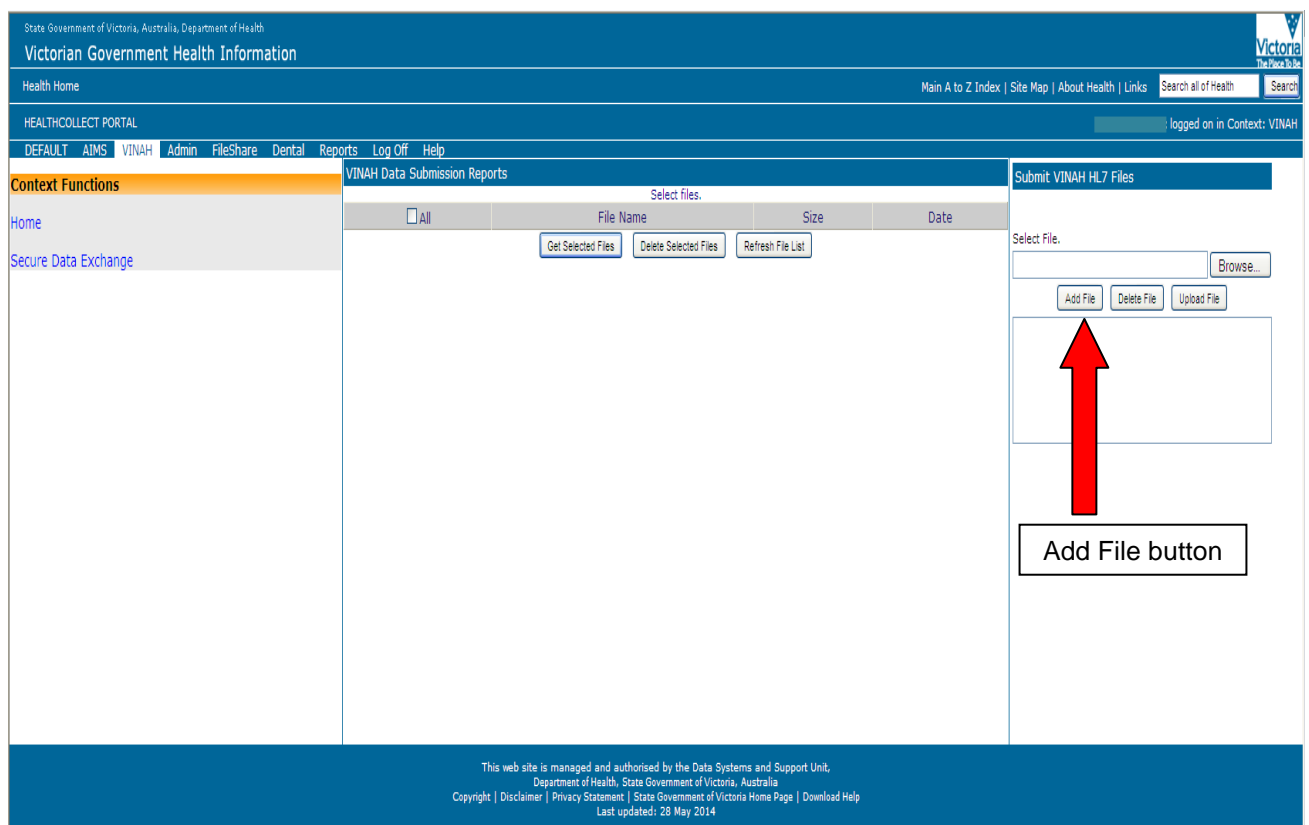 State Government of Victoria, Australia, Department of Health
Victorian Government Health Information
Victoria
The Place To Be
Health Home
Main A to Z Index | Site Map | About Health | Links
Search all of Health
Search
HEALTHCOLLECT PORTAL
logged on in Context: VINAH
DEFAULT AIMS VINAH Admin FileShare Dental Reports Log Off Help
Context Functions
Home
Secure Data Exchange
VINAH Data Submission Reports
Select files.
All File Name Size Date
Get Selected Files Delete Selected Files Refresh File List
Submit VINAH HL7 Files
Select File.
Browse...
Add File Delete File Upload File
Add File button
This web site is managed and authorised by the Data Systems and Support Unit,
Department of Health, State Government of Victoria, Australia
Copyright | Disclaimer | Privacy Statement | State Government of Victoria Home Page | Download Help
Last updated: 28 May 2014